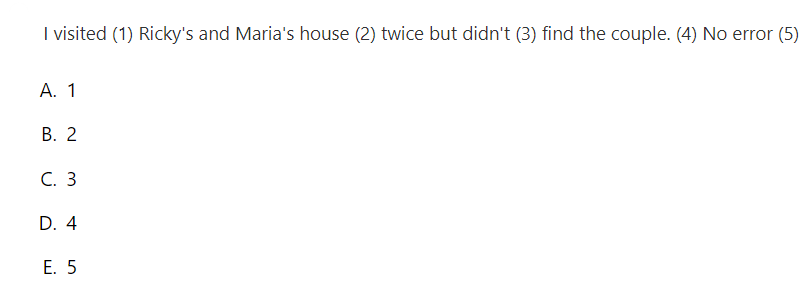 I visited (1) Ricky's and Maria's house (2) twice but didn't (3) find the couple. (4) No error (5)
A. 1
B. 2
C. 3
D. 4
E. 5